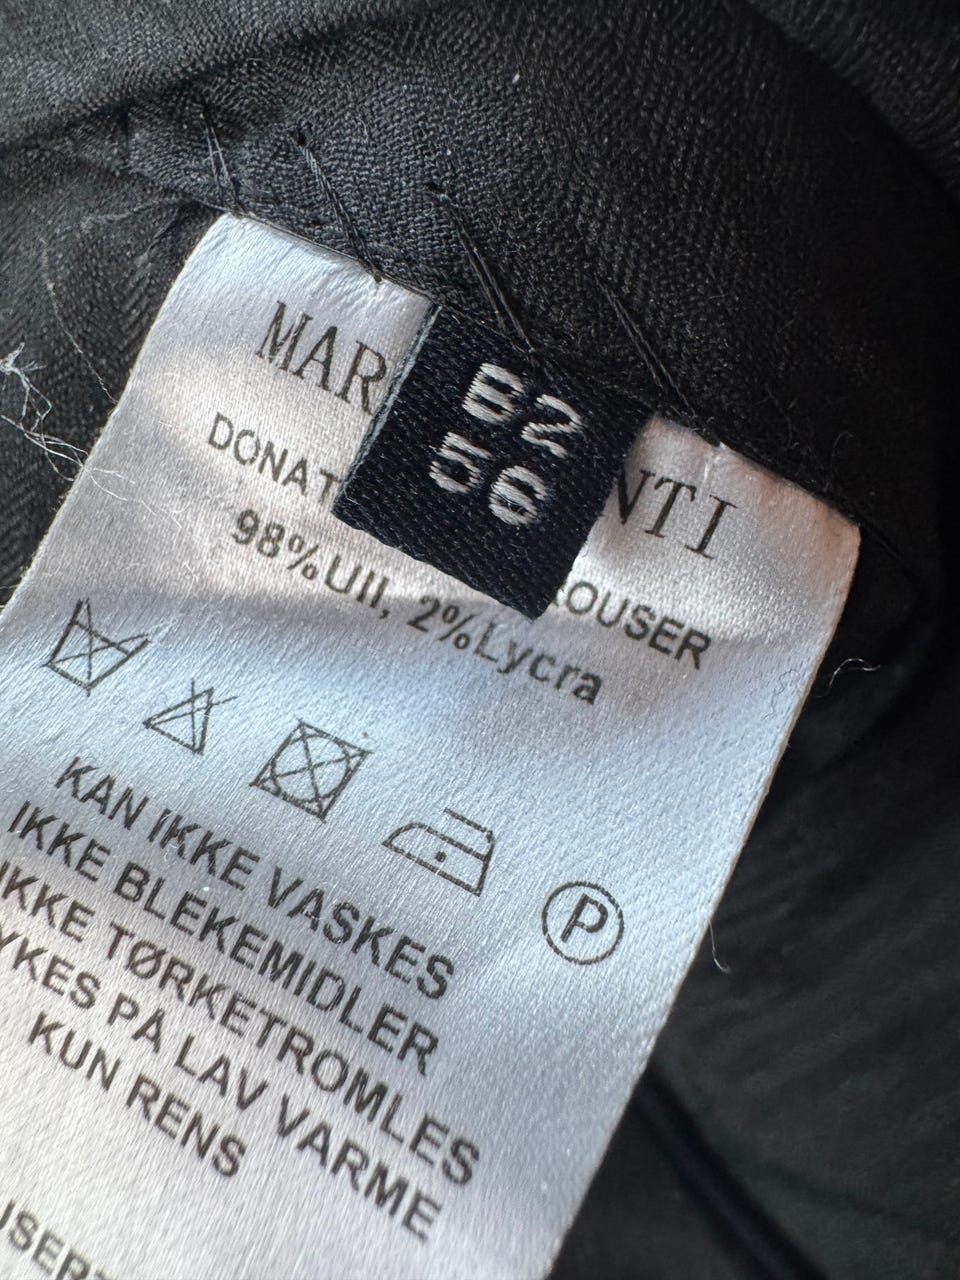 MAR NTI
B2
56
DONAT OUSER
98%Ull, 2%Lycra
P
KAN IKKE VASKES
IKKE BLEKEMIDLER
IKKE TØRKETROMLES
YKES PÅ LAV VARME
KUN RENS